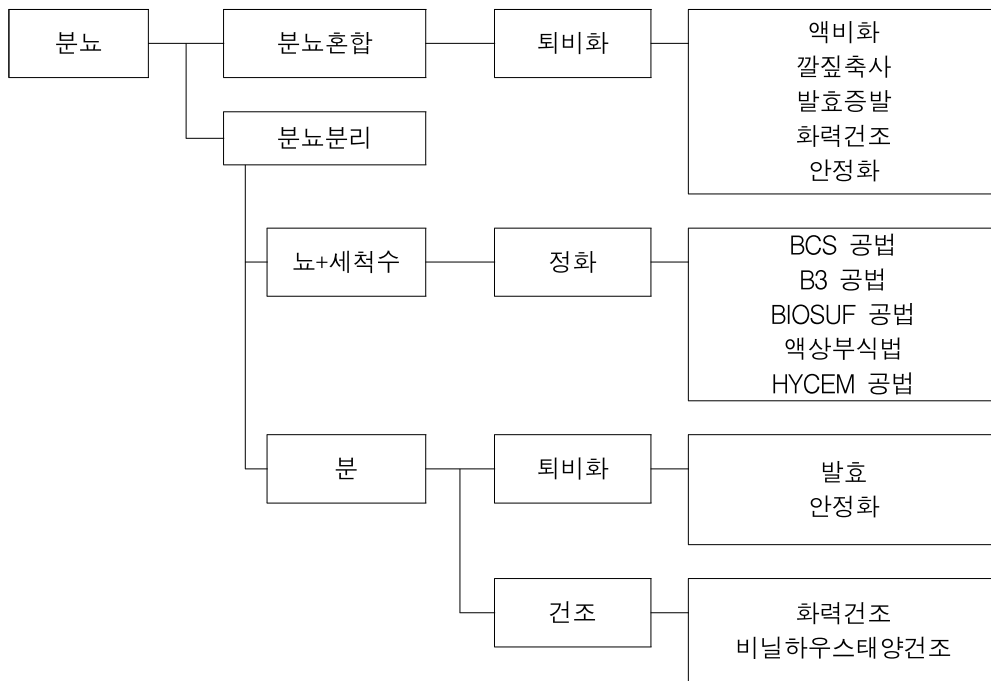 분뇨
분뇨혼합
퇴비화
액비화
깔짚축사
발효증발
화력건조
안정화
분뇨분리
뇨+세척수
정화
BCS 공법
B3 공법
BIOSUF 공법
액상부식법
HYCEM 공법
분
퇴비화
발효
안정화
건조
화력건조
비닐하우스태양건조